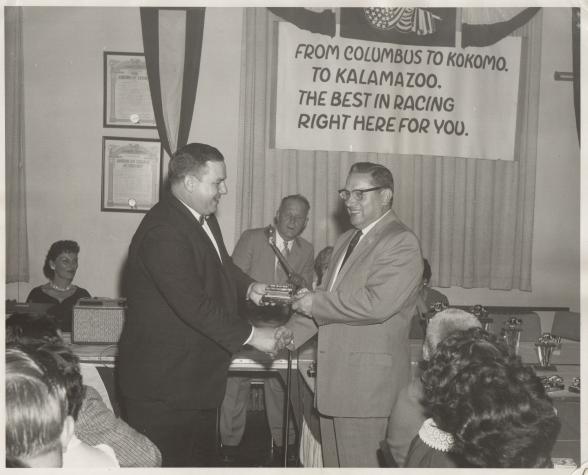 FROM COLUMBUS TO KOKOMO.
TO KALAMAZOO.
THE BEST IN RACING
RIGHT HERE FOR YOU.